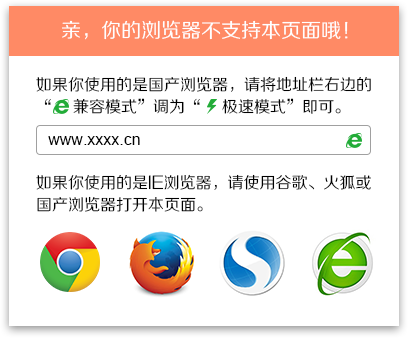 亲，你的浏览器不支持本页面哦！
如果你使用的是国产浏览器，请将地址栏右边的
“兼容模式”调为“极速模式”即可。
www.xxxx.cn
如果你使用的是IE浏览器，请使用谷歌、火狐或
国产浏览器打开本页面。